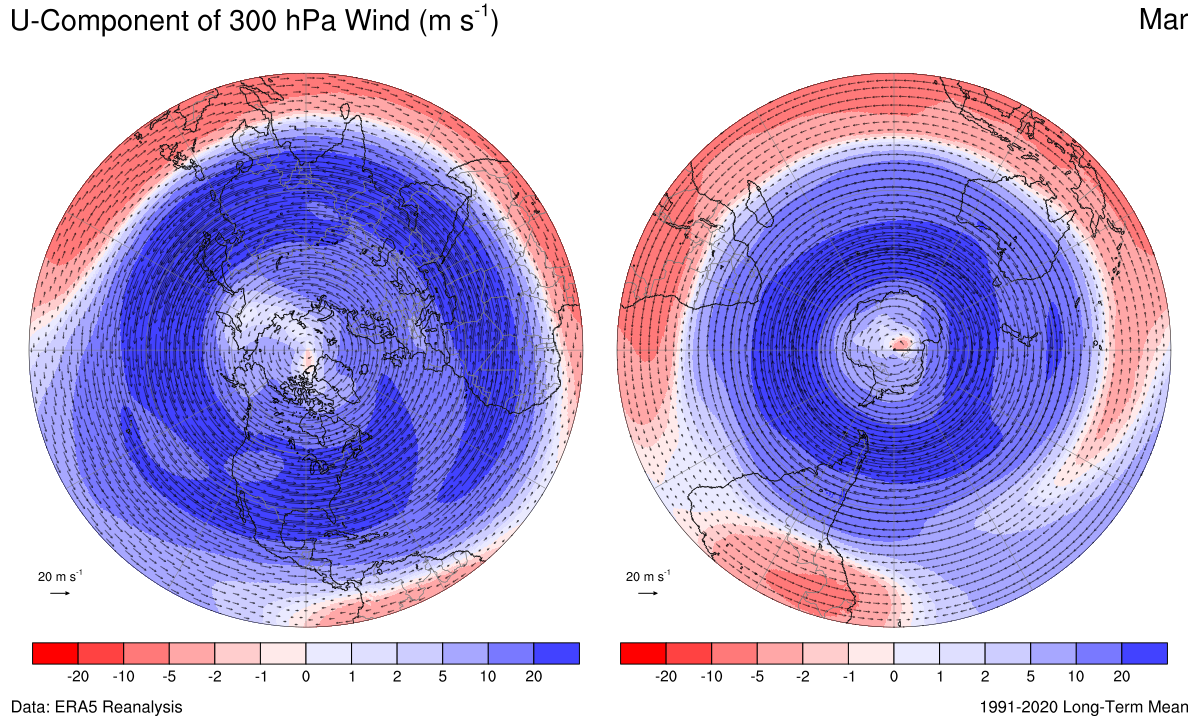 U-Component of 300 hPa Wind (m s⁻¹) Mar
20 m s⁻¹ 20 m s⁻¹
-20 -10 -5 -2 -1 0 1 2 5 10 20 -20 -10 -5 -2 -1 0 1 2 5 10 20
Data: ERA5 Reanalysis 1991-2020 Long-Term Mean